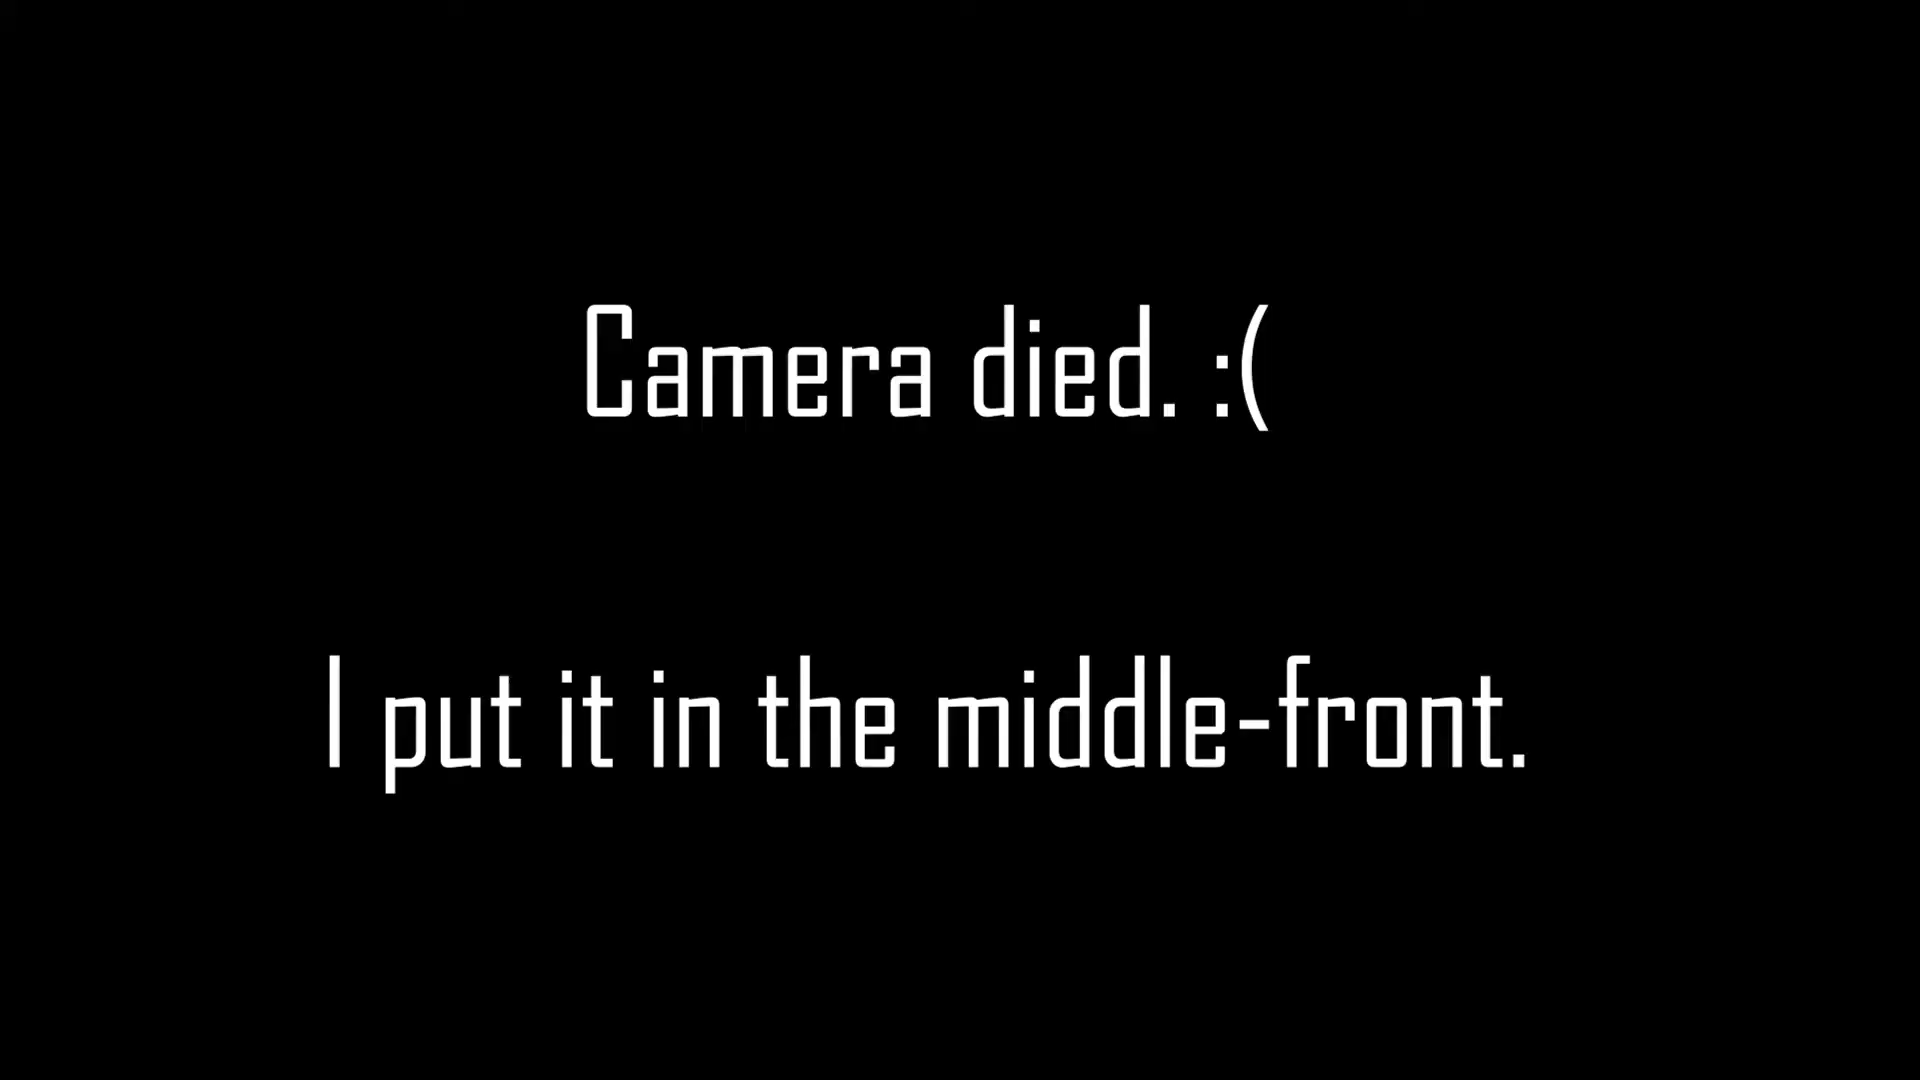 Camera died. :(
I put it in the middle-front.